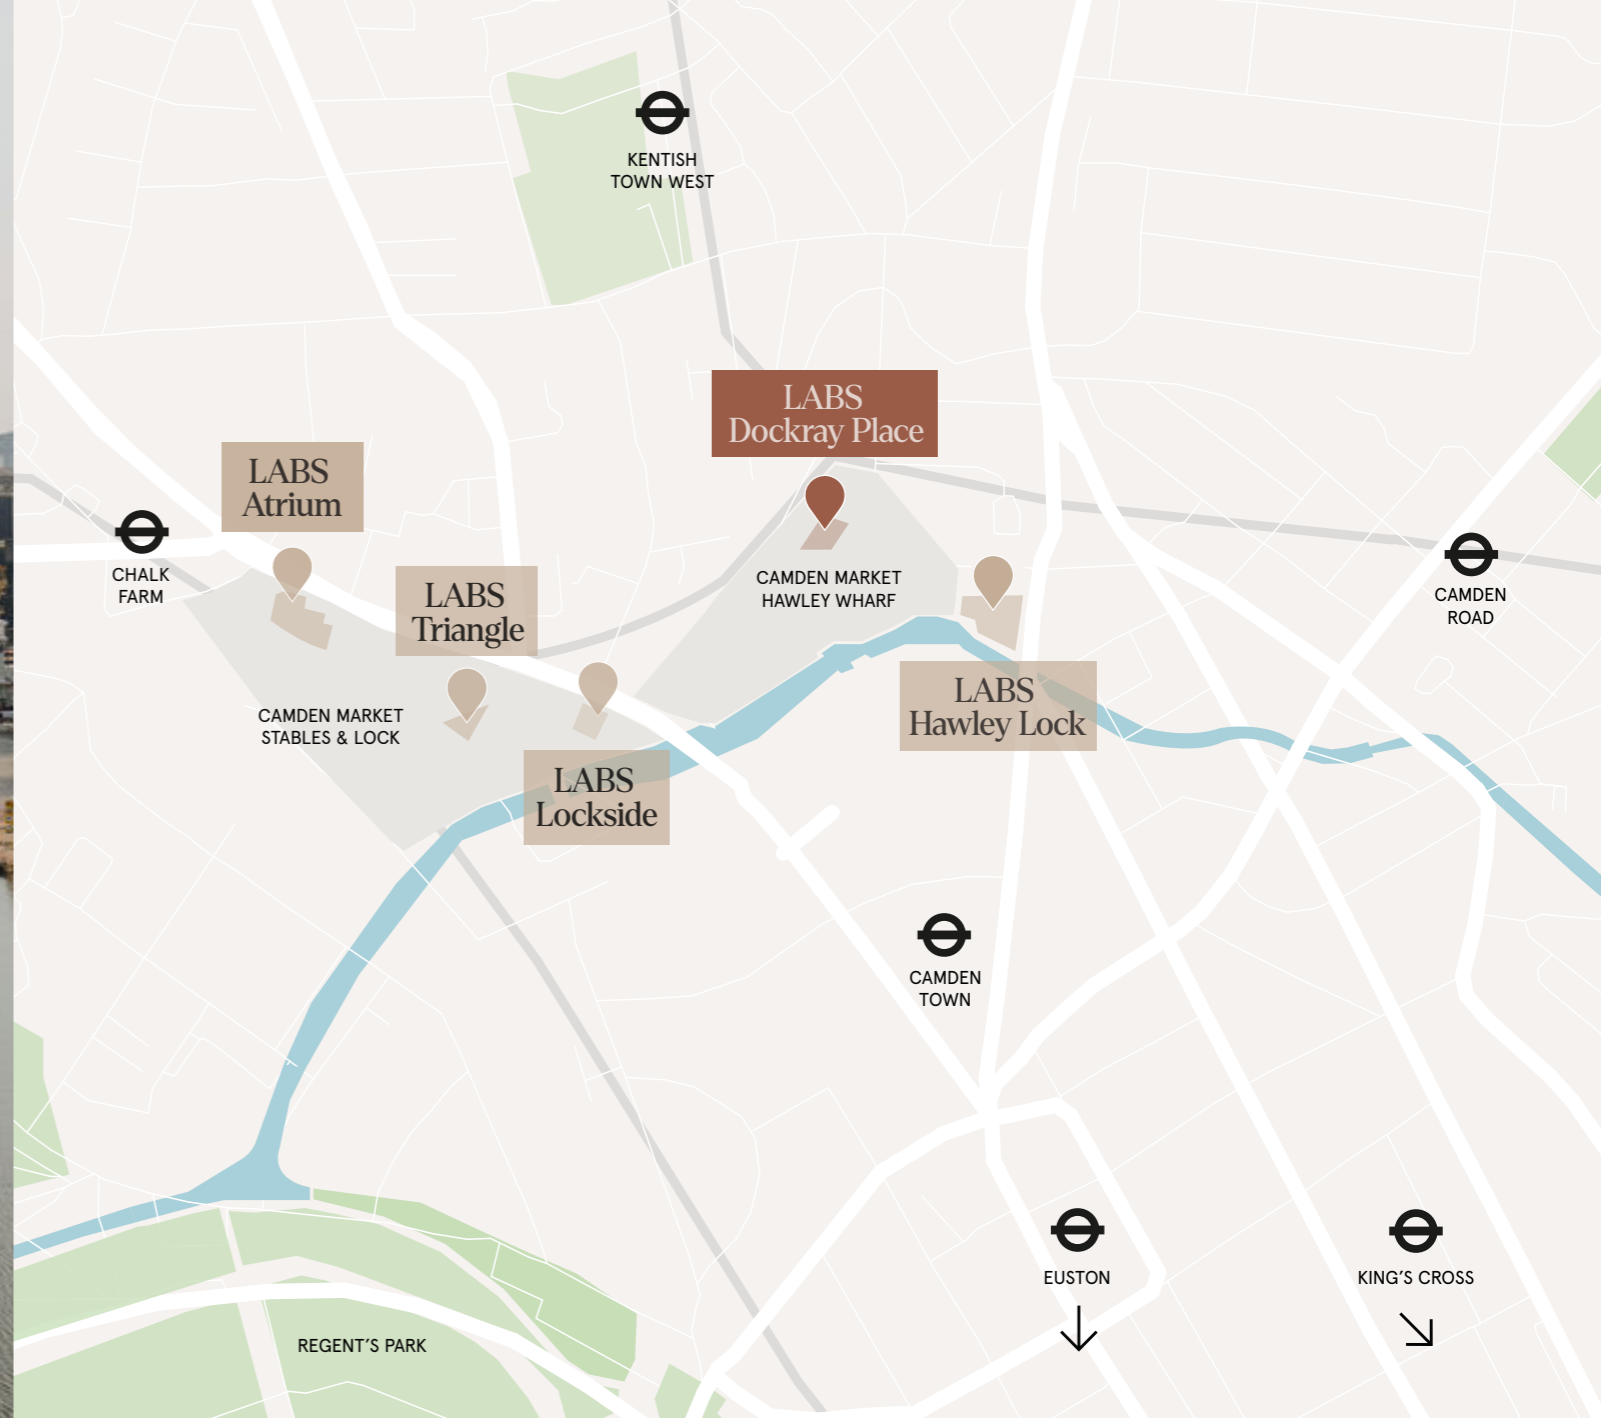 KENTISH
TOWN WEST
LABS
Dockray Place
LABS
Atrium
CHALK
FARM
LABS
Triangle
CAMDEN MARKET
HAWLEY WHARF
CAMDEN
ROAD
CAMDEN MARKET
STABLES & LOCK
LABS
Hawley Lock
LABS
Lockside
CAMDEN
TOWN
EUSTON
KING'S CROSS
REGENT'S PARK